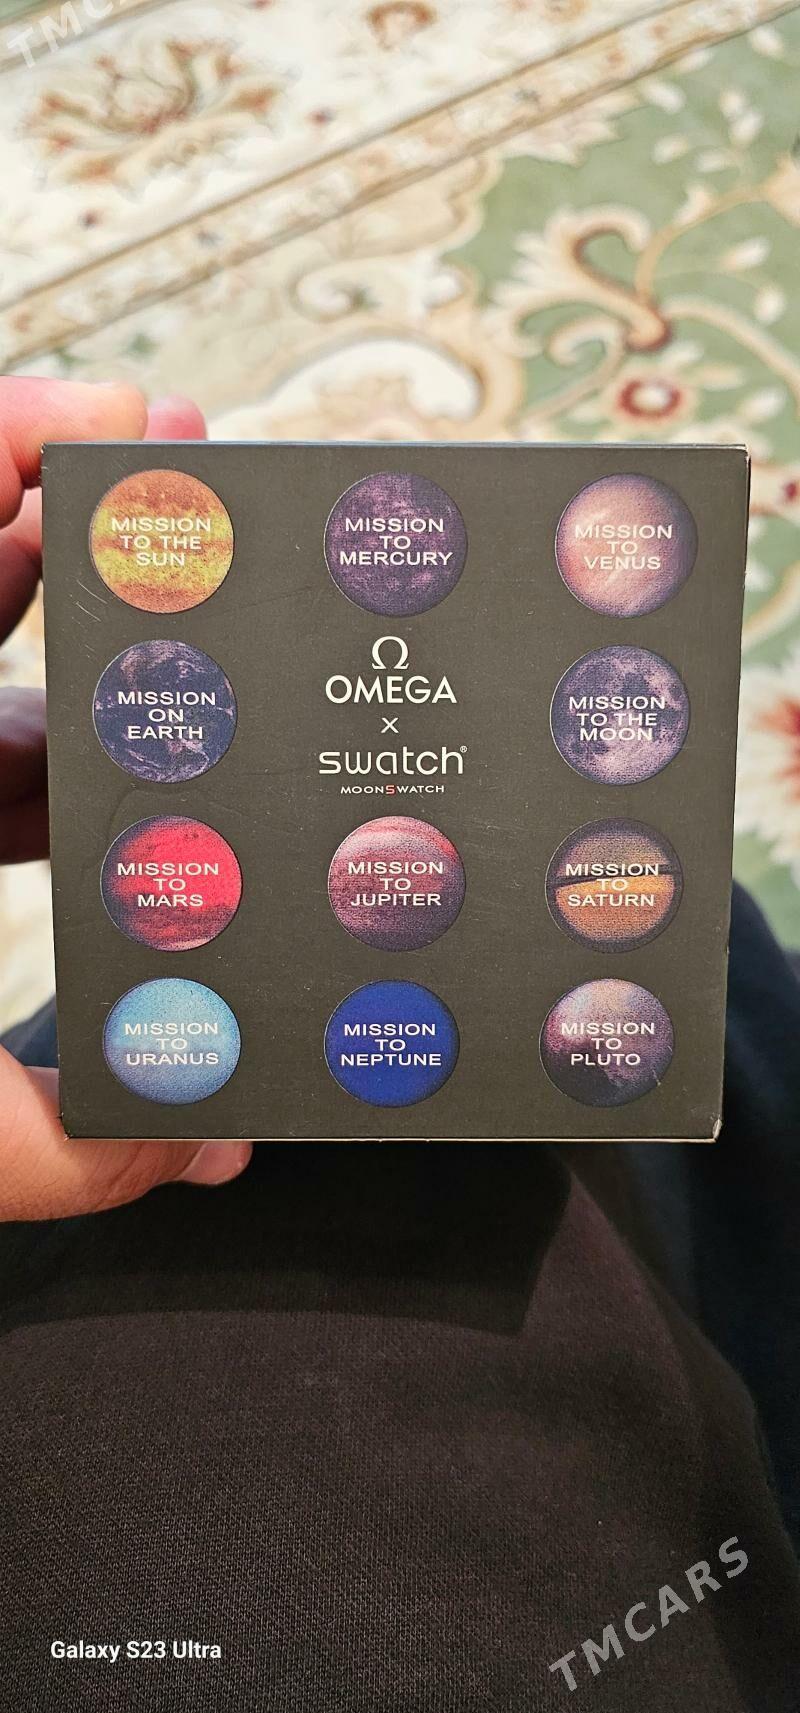 TMCARS
MISSION
TO THE
SUN
MISSION
TO
MERCURY
MISSION
TO
VENUS
MISSION
ON
EARTH
Ω
OMEGA
x
swatch®
MOONSWATCH
MISSION
TO THE
MOON
MISSION
TO
MARS
MISSION
TO
JUPITER
MISSION
TO
SATURN
MISSION
TO
URANUS
MISSION
TO
NEPTUNE
MISSION
TO
PLUTO
Galaxy S23 Ultra
TMCARS